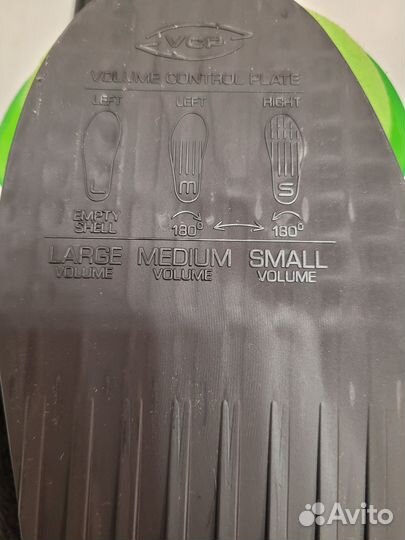 VCP
VOLUME CONTROL PLATE
LEFT LEFT RIGHT
L m S
EMPTY SHELL 180° 180°
LARGE VOLUME MEDIUM VOLUME SMALL VOLUME
Avito